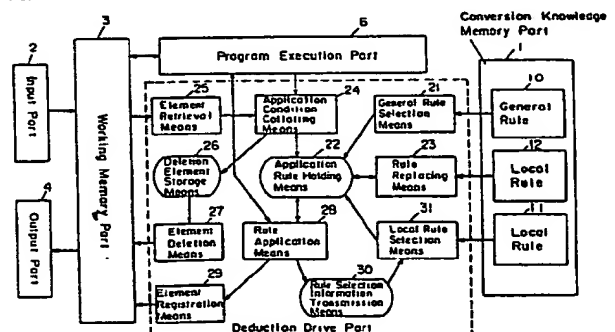 Conversion Knowledge
Memory Part
1
2
3
6
Program Execution Part
Input Part
Working Memory Part
4
Output Part
25
Element
Retrieval
Means
24
Application
Condition
Collating
Means
21
General Rule
Selection
Means
10
General
Rule
26
Deletion
Element
Storage
Means
22
Application
Rule Holding
Means
23
Rule
Replacing
Means
12
Local
Rule
27
Element
Deletion
Means
28
Rule
Application
Means
31
Local Rule
Selection
Means
11
Local
Rule
29
Element
Registration
Means
30
Rule Selection
Information
Transmission
Means
Deduction Drive Part